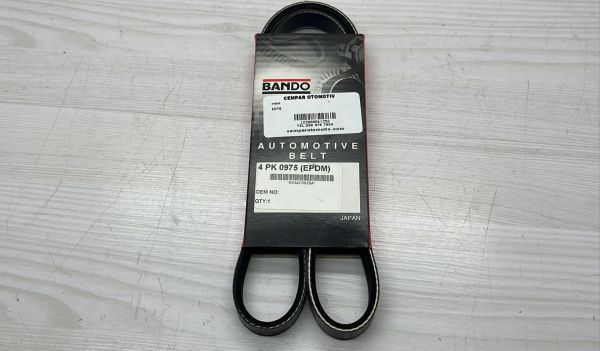 BANDO
CEMPAR OTOMOTIV
cemparotomotiv.com
AUTOMOTIVE
BELT
4 PK 0975 (EPDM)
OEM NO:
QTY:1
JAPAN